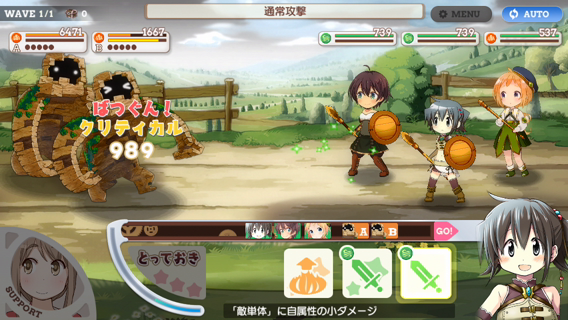 WAVE 1/1
0
通常攻撃
MENU
AUTO
6471
A
1667
B
739
739
537
ばつぐん!
クリティカル
989
A
B
GO!
とっておき
SUPPORT
「敵単体」に自属性の小ダメージ